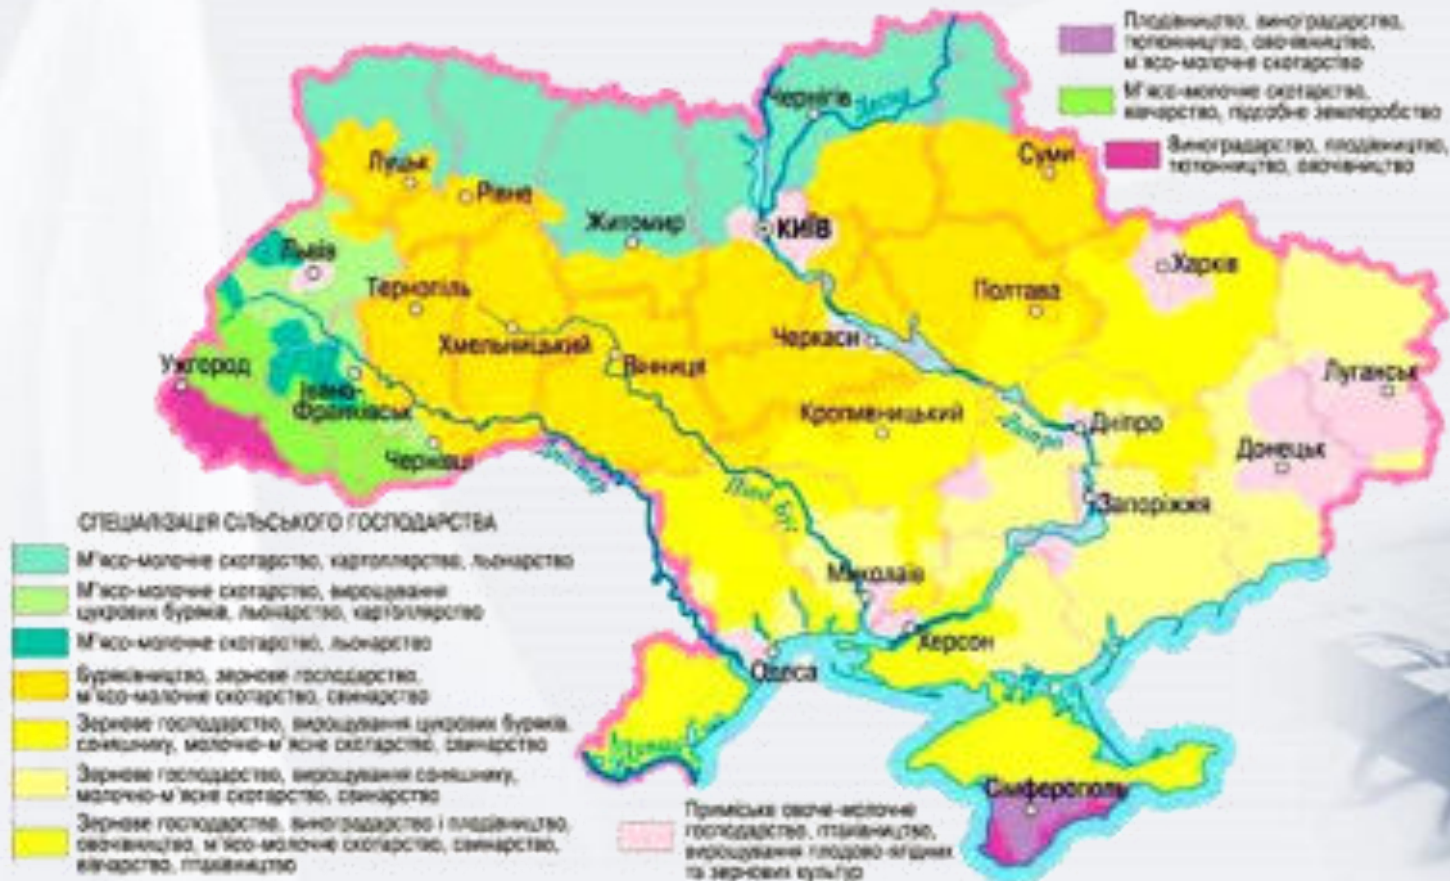 Плодівництво, виноградарство,
тютюнництво, овочівництво,
м'ясо-молочне скотарство
М'ясо-молочне скотарство,
вівчарство, підсобне землеробство
Виноградарство, плодівництво,
тютюнництво, овочівництво
Чернігів
Десна
Суми
Луцьк
Рівне
Житомир
КИЇВ
Львів
Харків
Тернопіль
Полтава
Хмельницький
Черкаси
Вінниця
Ужгород
Луганськ
Івано-
Франківськ
Кропивницький
Дніпро
Дніпро
Донецьк
Чернівці
Дністер
Півд. Буг
Запоріжжя
Миколаїв
Херсон
Одеса
Дунай
Сімферополь
СПЕЦІАЛІЗАЦІЯ СІЛЬСЬКОГО ГОСПОДАРСТВА
М'ясо-молочне скотарство, картоплярство, льонарство
М'ясо-молочне скотарство, вирощування
цукрових буряків, льонарство, картоплярство
М'ясо-молочне скотарство, льонарство
Буряківництво, зернове господарство,
м'ясо-молочне скотарство, свинарство
Зернове господарство, вирощування цукрових буряків,
соняшнику, молочно-м'ясне скотарство, свинарство
Зернове господарство, вирощування соняшнику,
молочно-м'ясне скотарство, свинарство
Зернове господарство, виноградарство і плодівництво,
овочівництво, м'ясо-молочне скотарство, свинарство,
вівчарство, птахівництво
Приміське овоче-молочне
господарство, птахівництво,
вирощування плодово-ягідних
та зернових культур